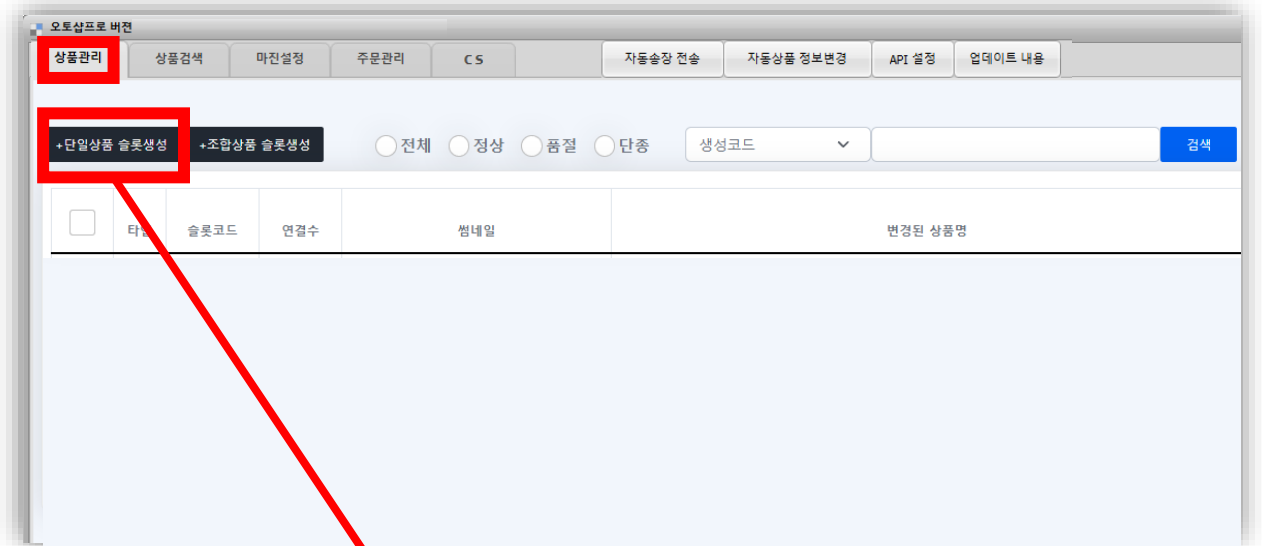 오토샵프로 버젼
상품관리 상품검색 마진설정 주문관리 CS 자동송장 전송 자동상품 정보변경 API 설정 업데이트 내용
+단일상품 슬롯생성 +조합상품 슬롯생성 전체 정상 품절 단종 생성코드 검색
슬롯코드 연결수 썸네일 변경된 상품명